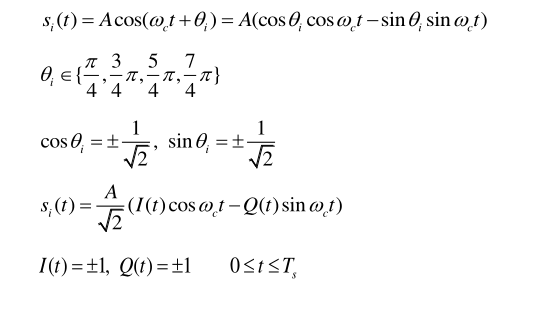 s_i(t) = A cos(ω_c t + θ_i) = A(cos θ_i cos ω_c t − sin θ_i sin ω_c t)
θ_i ∈ {π/4, 3/4 π, 5/4 π, 7/4 π}
cos θ_i = ± 1/√2, sin θ_i = ± 1/√2
s_i(t) = A/√2 (I(t) cos ω_c t − Q(t) sin ω_c t)
I(t) = ±1, Q(t) = ±1 0 ≤ t ≤ T_s